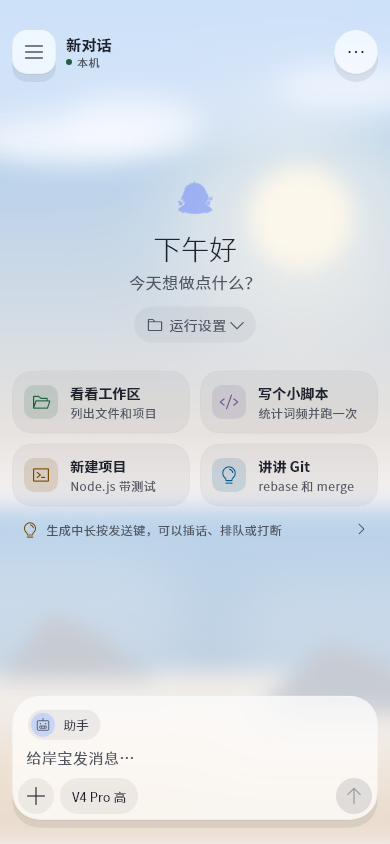 新对话
本机
下午好
今天想做点什么？
运行设置
看看工作区
列出文件和项目
写个小脚本
统计词频并跑一次
新建项目
Node.js 带测试
讲讲 Git
rebase 和 merge
生成中长按发送键，可以插话、排队或打断
助手
给岸宝发消息…
V4 Pro 高